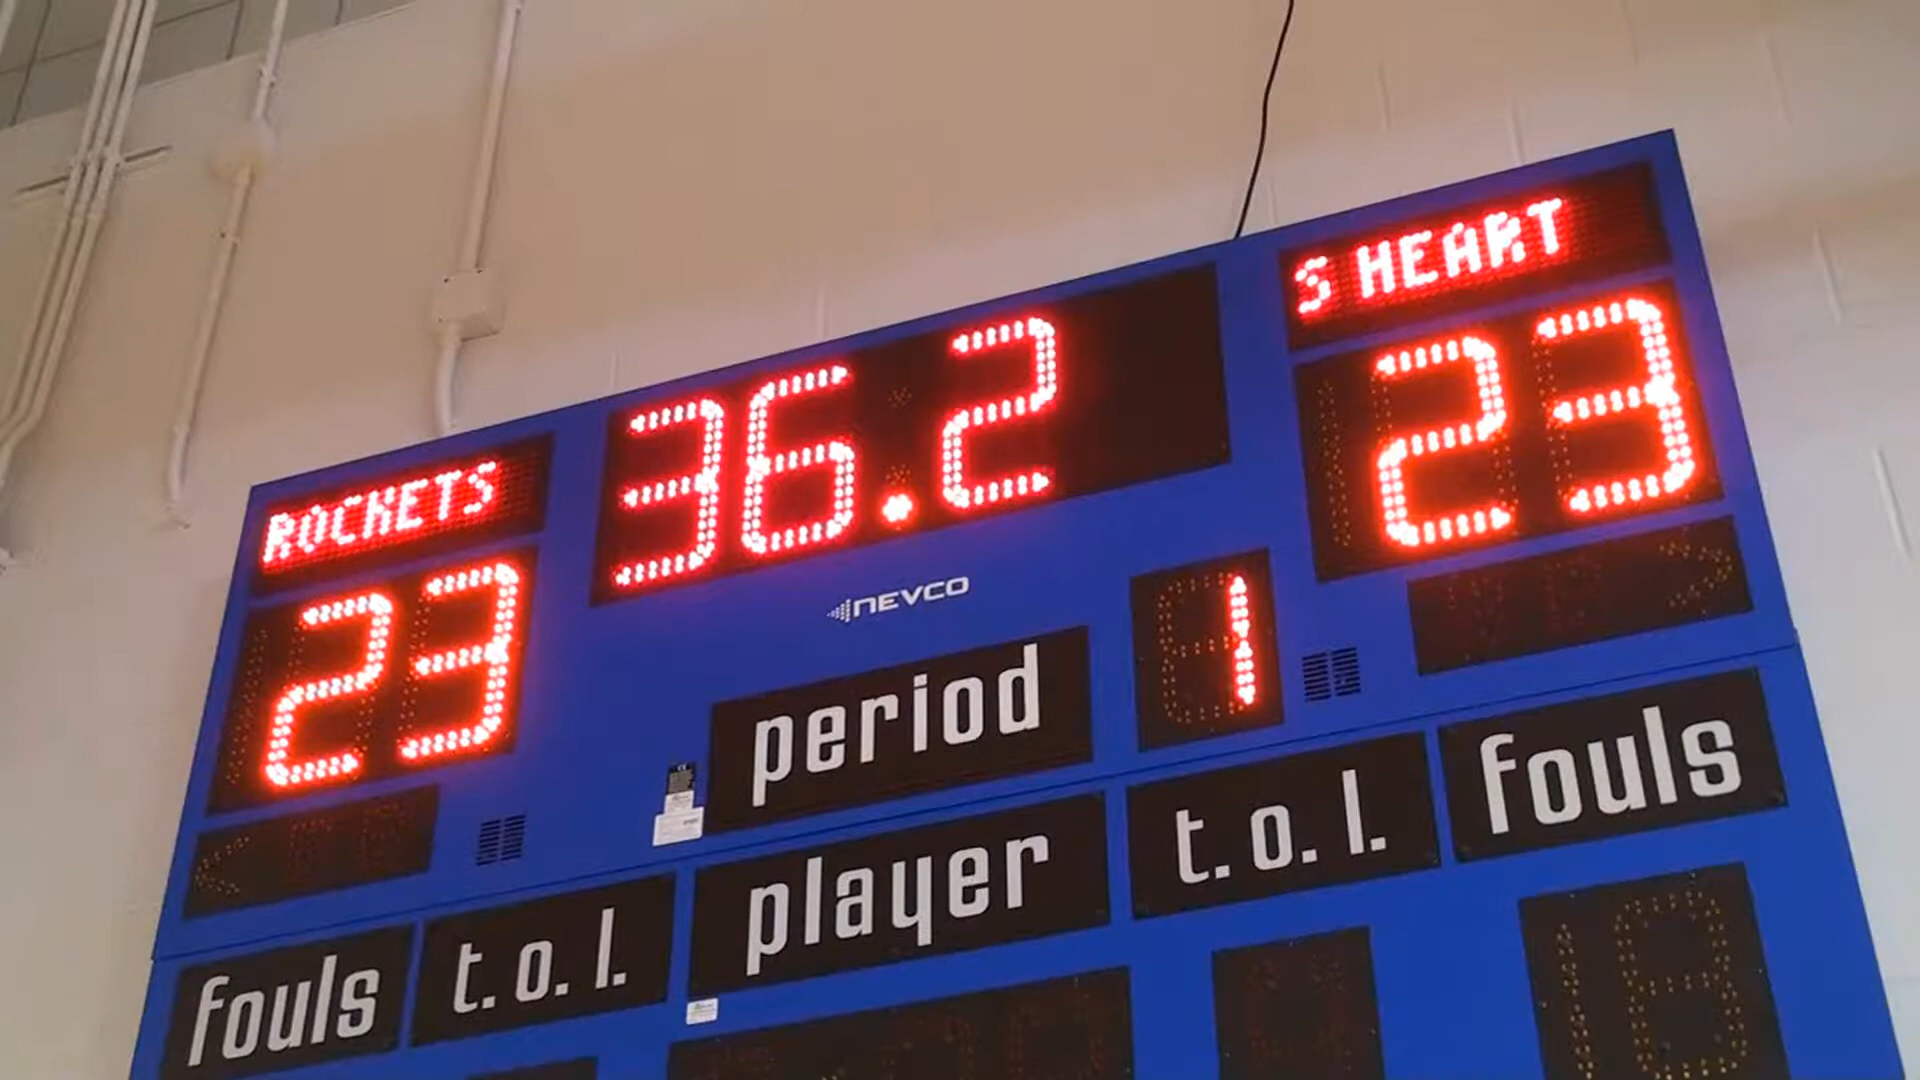 ROCKETS 36.2 S HEART
23 23
NEVCO
period 1
fouls t.o.l. player t.o.l. fouls